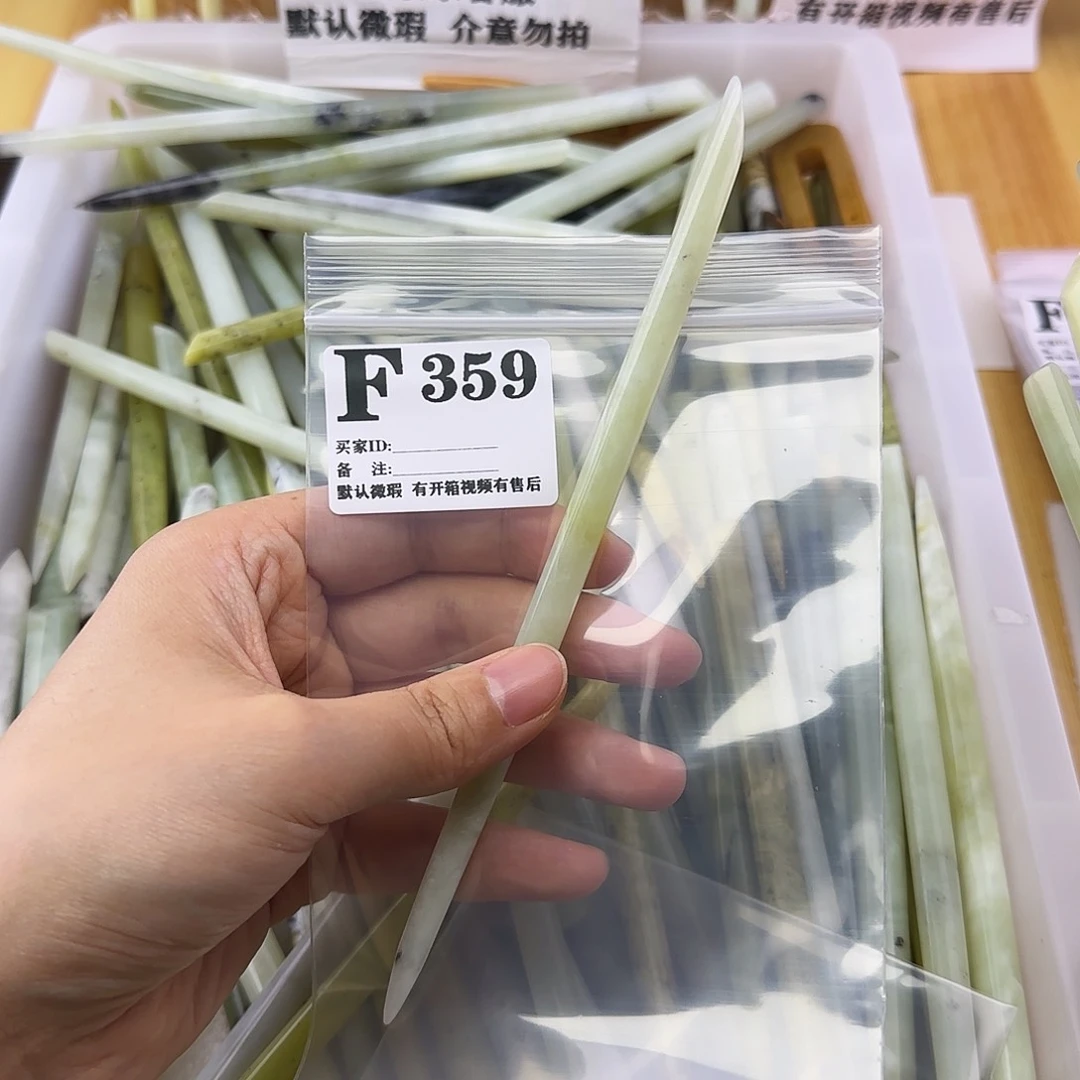 默认微瑕 介意勿拍
有开箱视频有售后
F 359
买家ID:
备 注:
默认微瑕 有开箱视频有售后
F